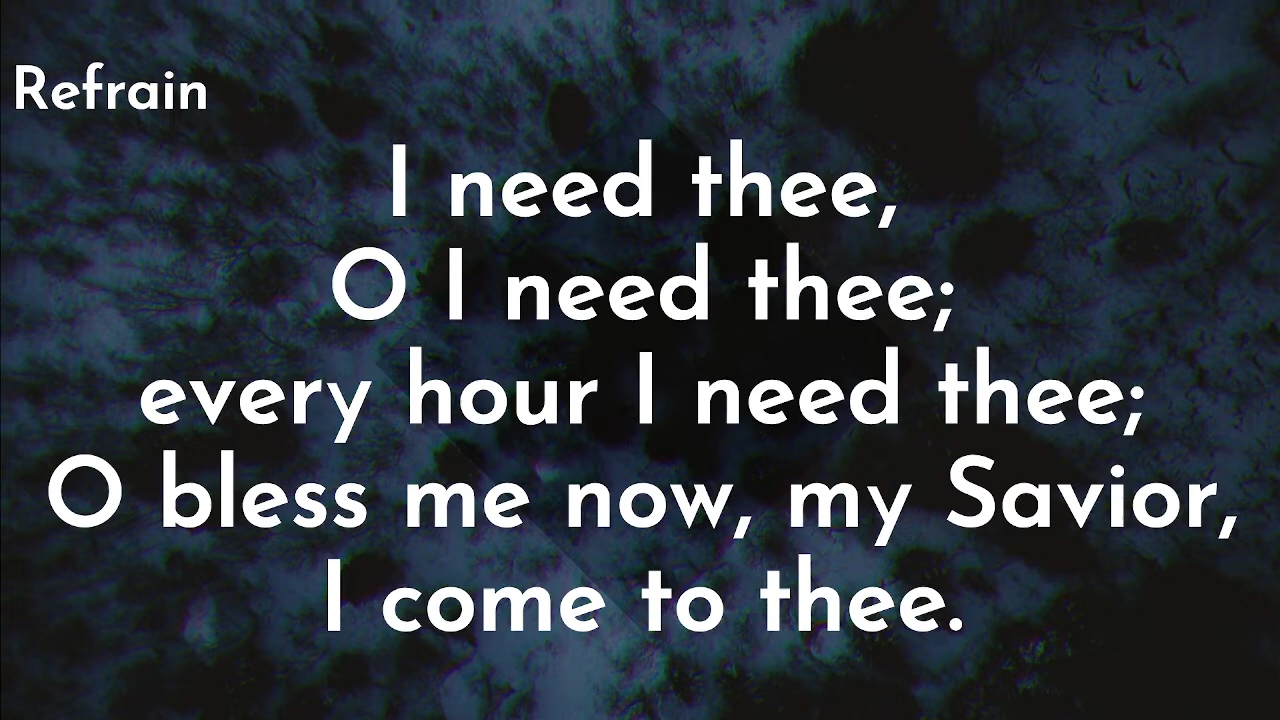 Refrain
I need thee,
O I need thee;
every hour I need thee;
O bless me now, my Savior,
I come to thee.